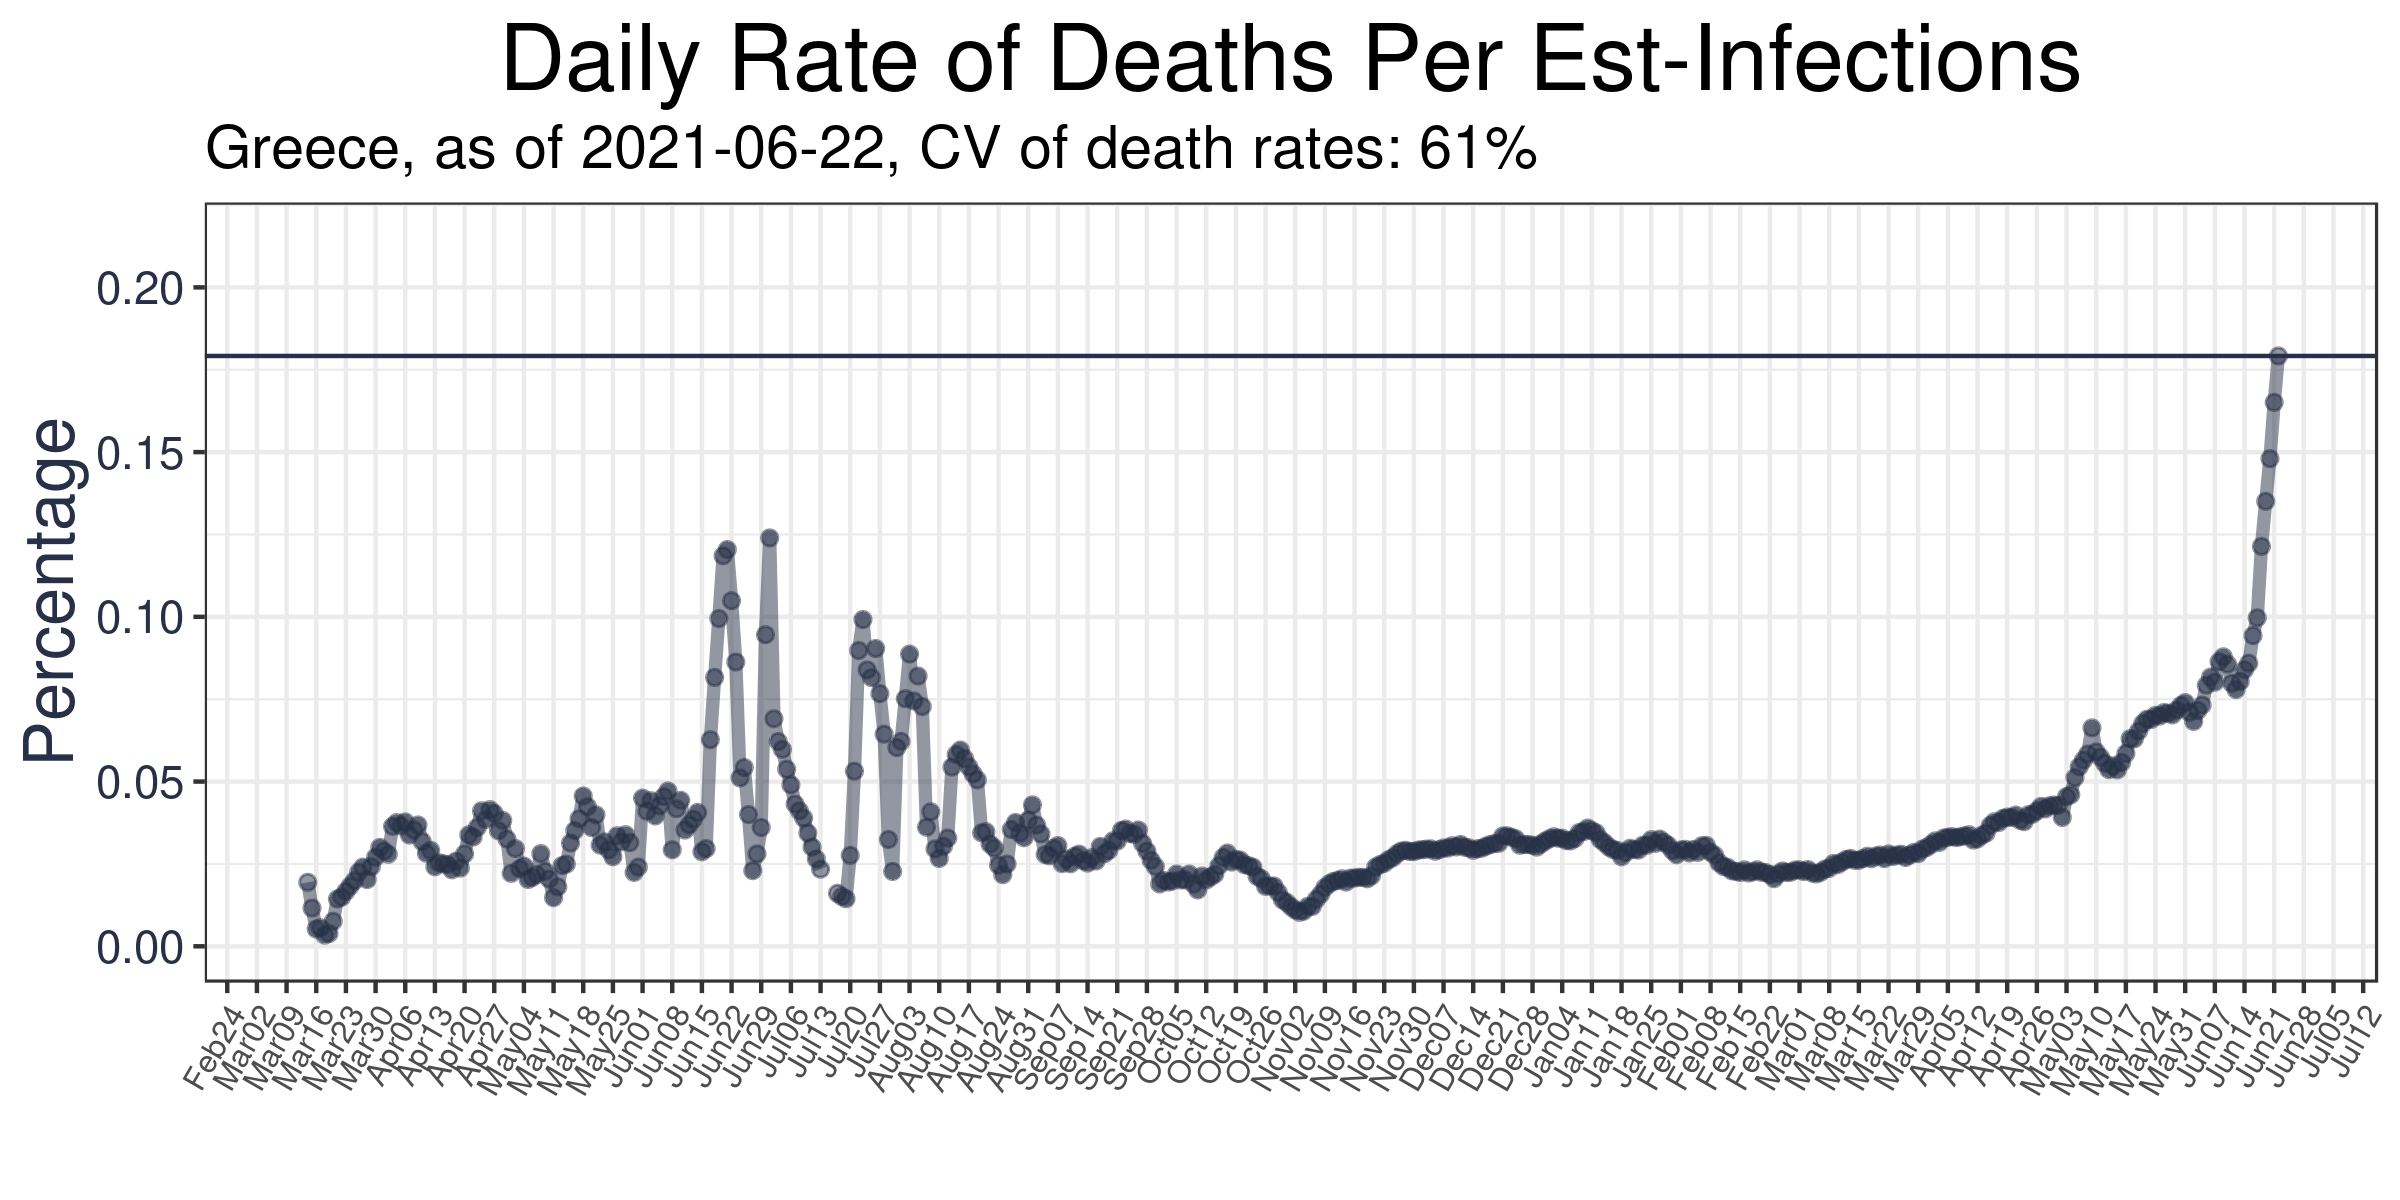 Daily Rate of Deaths Per Est-Infections
Greece, as of 2021-06-22, CV of death rates: 61%
Percentage
0.20
0.15
0.10
0.05
0.00
Feb24
Mar02
Mar09
Mar16
Mar23
Mar30
Apr06
Apr13
Apr20
Apr27
May04
May11
May18
May25
Jun01
Jun08
Jun15
Jun22
Jun29
Jul06
Jul13
Jul20
Jul27
Aug03
Aug10
Aug17
Aug24
Aug31
Sep07
Sep14
Sep21
Sep28
Oct05
Oct12
Oct19
Oct26
Nov02
Nov09
Nov16
Nov23
Nov30
Dec07
Dec14
Dec21
Dec28
Jan04
Jan11
Jan18
Jan25
Feb01
Feb08
Feb15
Feb22
Mar01
Mar08
Mar15
Mar22
Mar29
Apr05
Apr12
Apr19
Apr26
May03
May10
May17
May24
May31
Jun07
Jun14
Jun21
Jun28
Jul05
Jul12